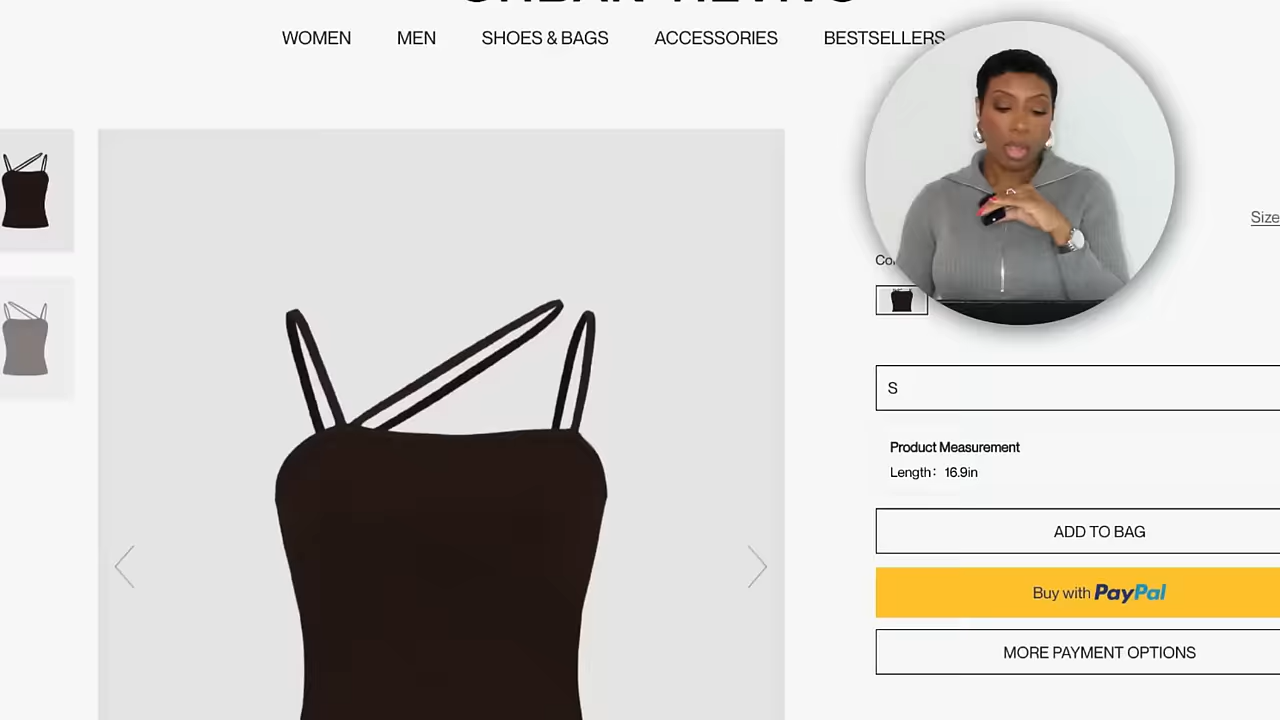 WOMEN MEN SHOES & BAGS ACCESSORIES BESTSELLERS
Size
S
Product Measurement
Length: 16.9in
ADD TO BAG
Buy with PayPal
MORE PAYMENT OPTIONS